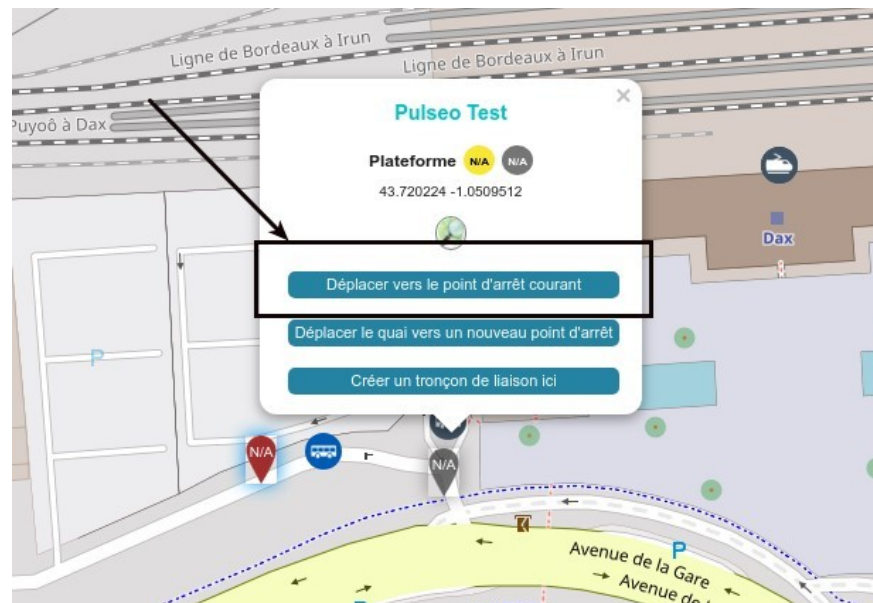 Ligne de Bordeaux à Irun
Ligne de Bordeaux à Irun
Puyoô à Dax
×
Pulseo Test
Plateforme N/A N/A
43.720224 -1.0509512
Dax
Déplacer vers le point d'arrêt courant
Déplacer le quai vers un nouveau point d'arrêt
P
Créer un tronçon de liaison ici
N/A
N/A
P
Avenue de la Gare
Avenue de
P